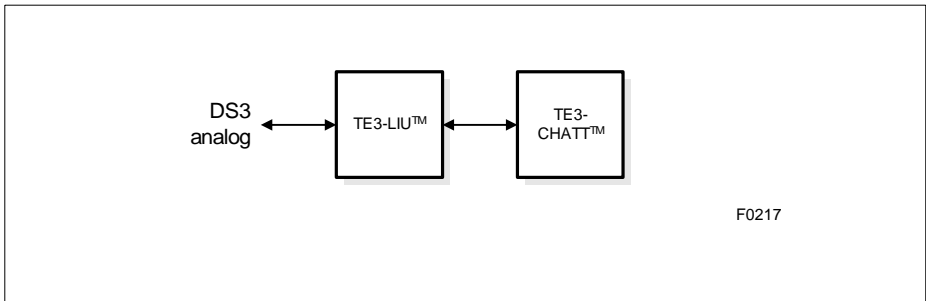 DS3
analog
TE3-LIU™
TE3-
CHATT™
F0217